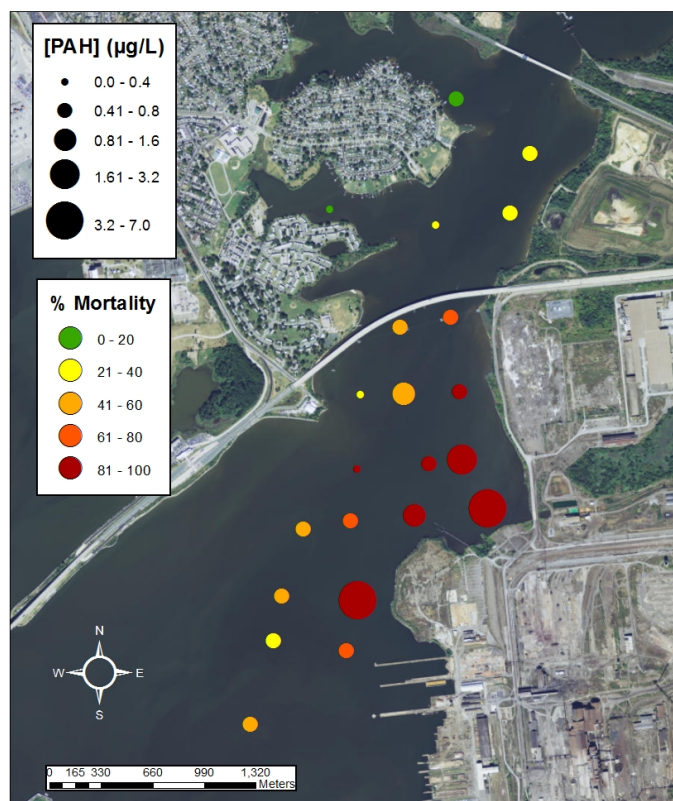 [PAH] (µg/L)
0.0 - 0.4
0.41 - 0.8
0.81 - 1.6
1.61 - 3.2
3.2 - 7.0
% Mortality
0 - 20
21 - 40
41 - 60
61 - 80
81 - 100
N
W E
S
0 165 330 660 990 1,320
Meters